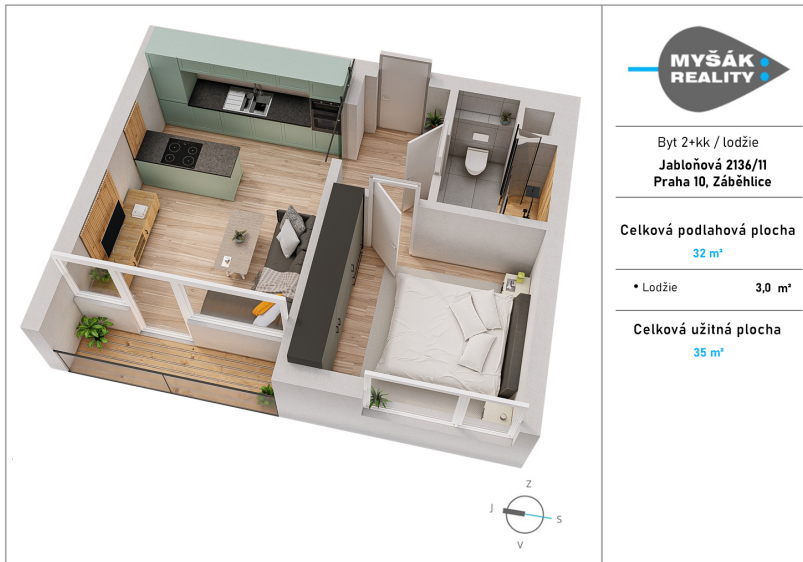 MYŠÁK
REALITY
Byt 2+kk / lodžie
Jabloňová 2136/11
Praha 10, Záběhlice
Celková podlahová plocha
32 m²
• Lodžie 3,0 m²
Celková užitná plocha
35 m²
Z
J
S
V